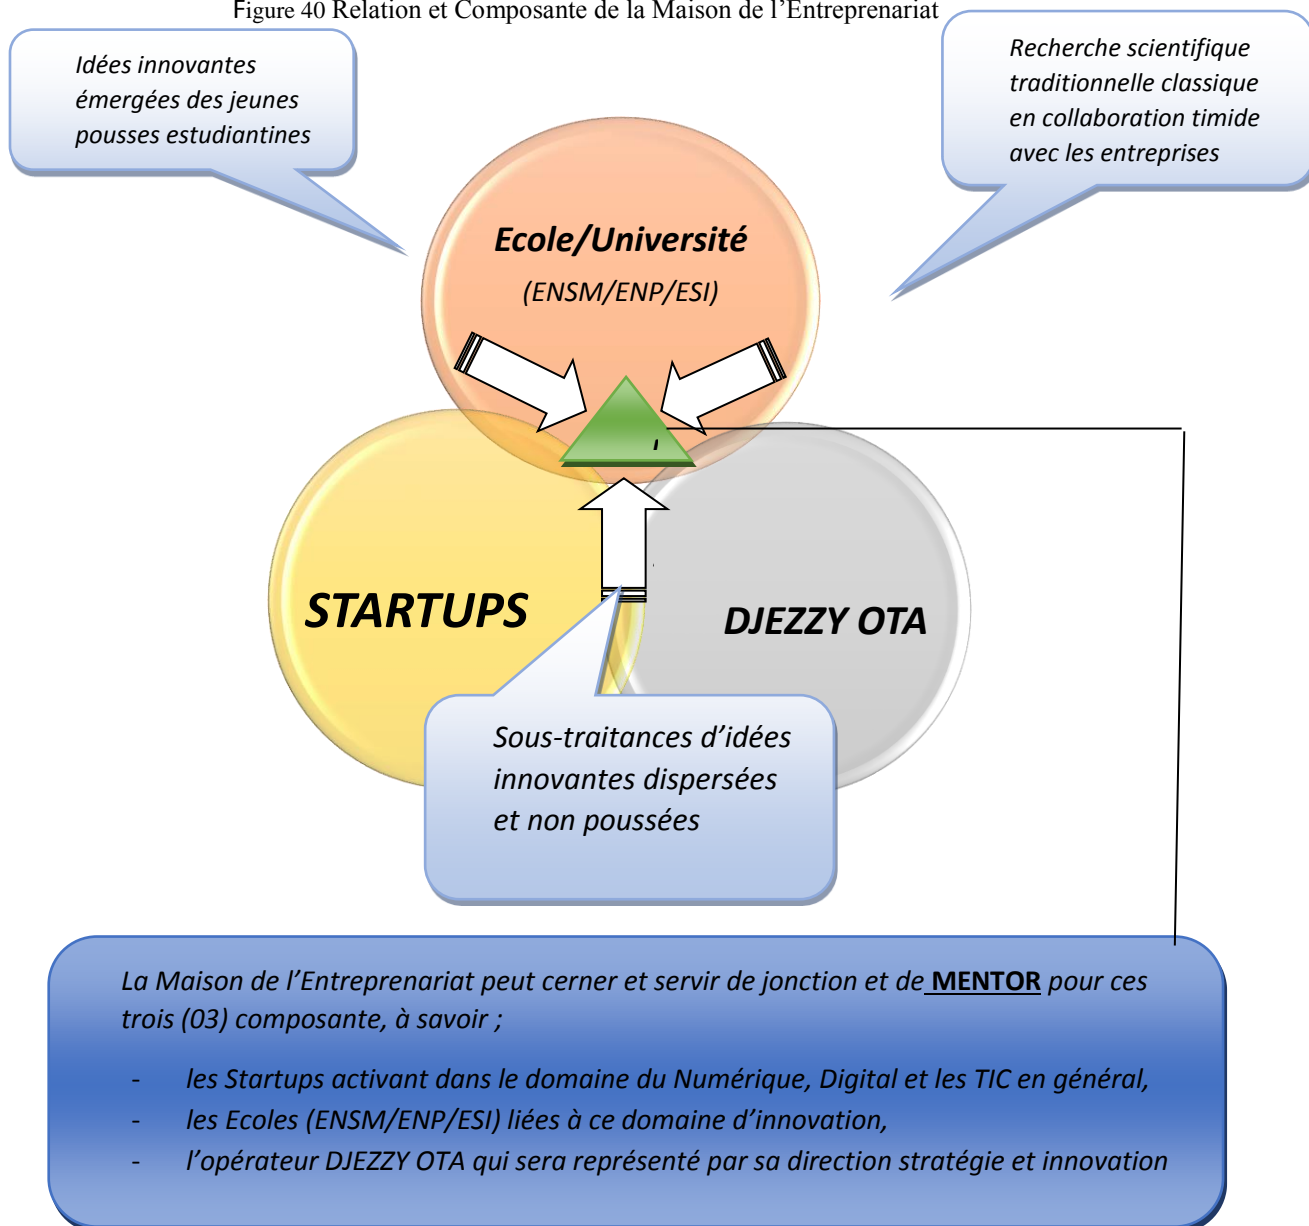 Figure 40 Relation et Composante de la Maison de l’Entreprenariat
Idées innovantes
émergées des jeunes
pousses estudiantines
Recherche scientifique
traditionnelle classique
en collaboration timide
avec les entreprises
Ecole/Université
(ENSM/ENP/ESI)
STARTUPS
DJEZZY OTA
Sous-traitances d’idées
innovantes dispersées
et non poussées
La Maison de l’Entreprenariat peut cerner et servir de jonction et de MENTOR pour ces
trois (03) composante, à savoir ;
- les Startups activant dans le domaine du Numérique, Digital et les TIC en général,
- les Ecoles (ENSM/ENP/ESI) liées à ce domaine d’innovation,
- l’opérateur DJEZZY OTA qui sera représenté par sa direction stratégie et innovation